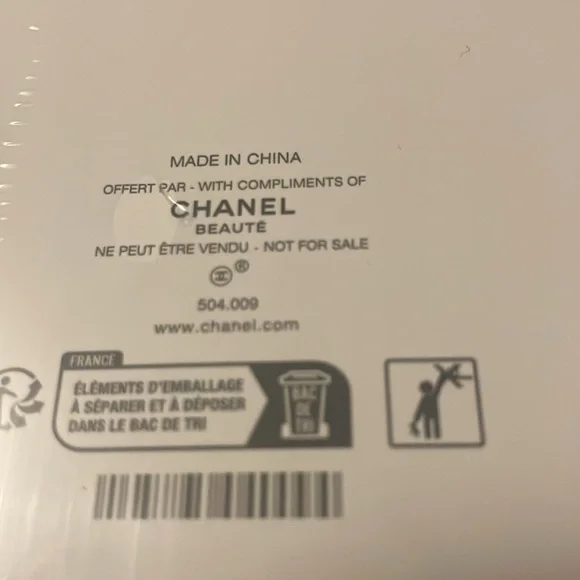 MADE IN CHINA
OFFERT PAR - WITH COMPLIMENTS OF
CHANEL
BEAUTÉ
NE PEUT ÊTRE VENDU - NOT FOR SALE
®
504.009
www.chanel.com
FRANCE
ÉLÉMENTS D'EMBALLAGE
À SÉPARER ET À DÉPOSER
DANS LE BAC DE TRI
BAC
DE
TRI